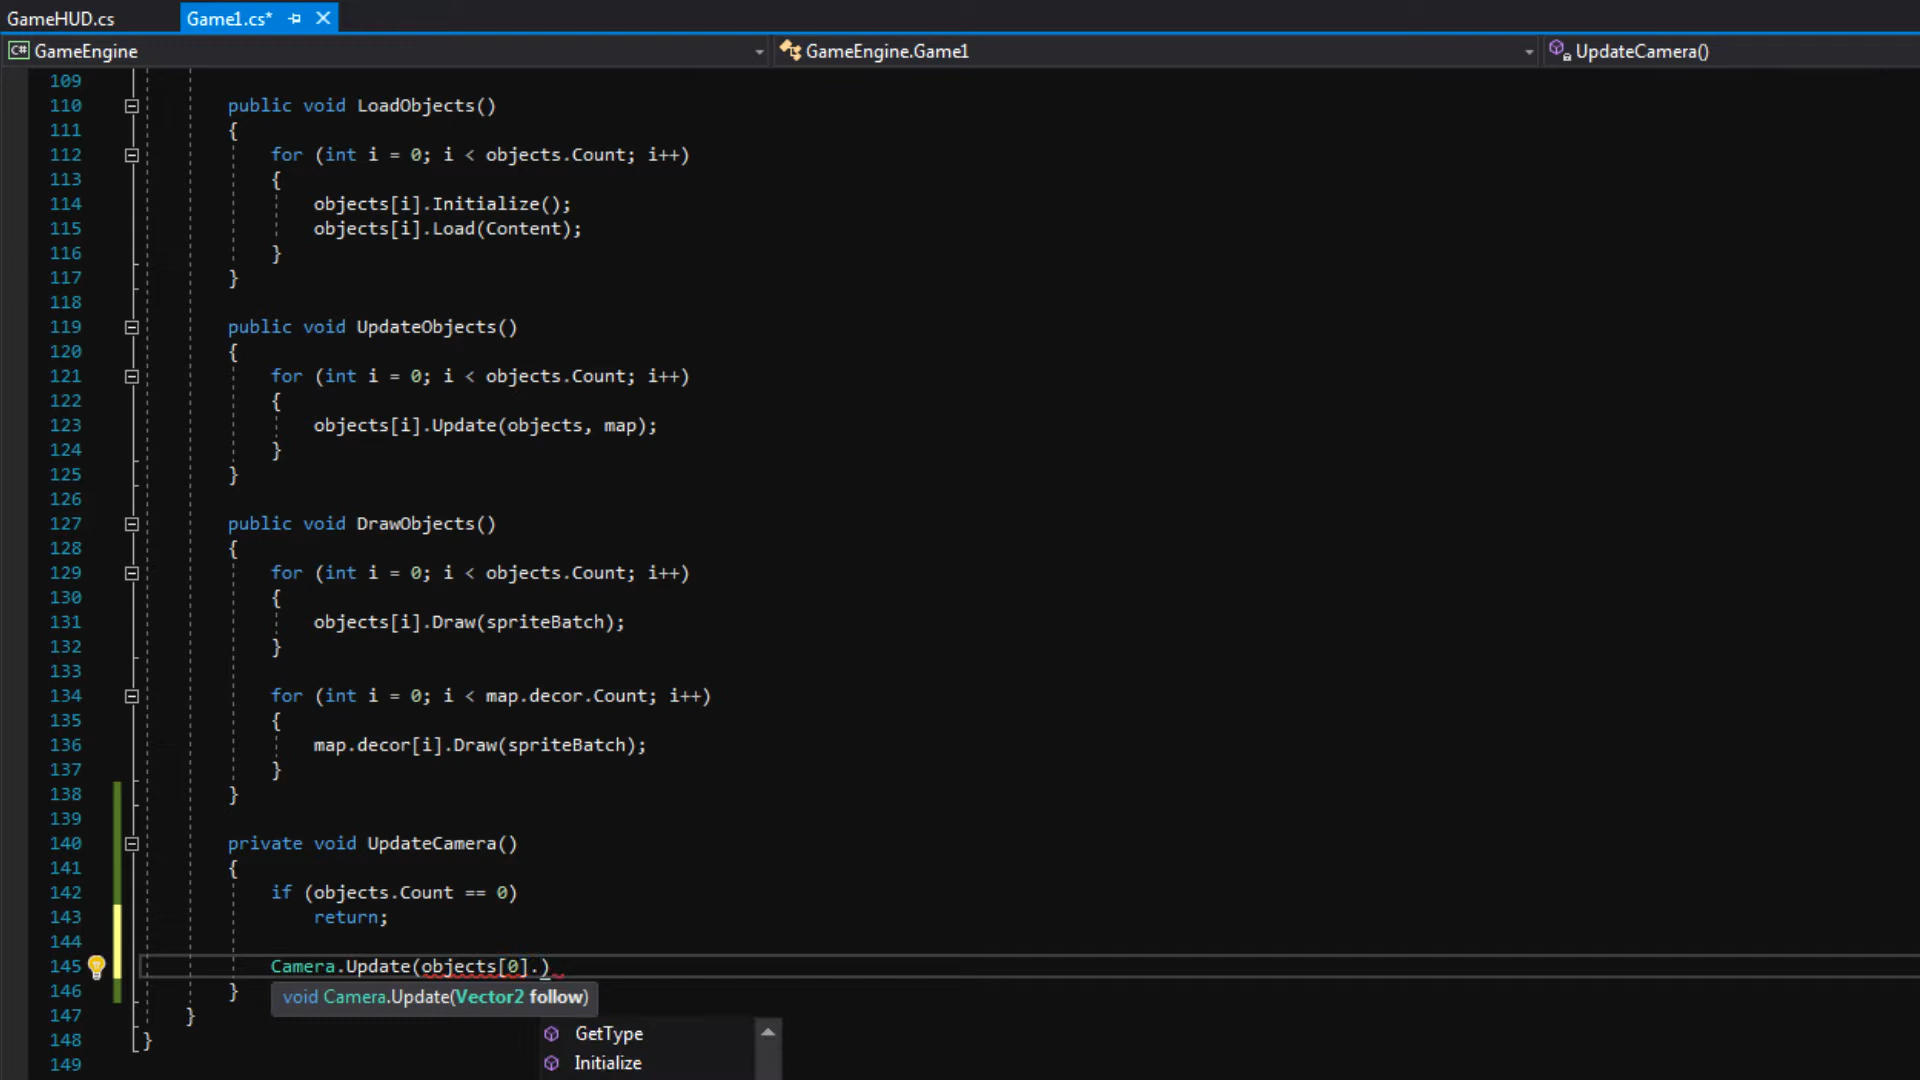 GameHUD.cs Game1.cs*
C# GameEngine GameEngine.Game1 UpdateCamera()
109
110 public void LoadObjects()
111 {
112 for (int i = 0; i < objects.Count; i++)
113 {
114 objects[i].Initialize();
115 objects[i].Load(Content);
116 }
117 }
118
119 public void UpdateObjects()
120 {
121 for (int i = 0; i < objects.Count; i++)
122 {
123 objects[i].Update(objects, map);
124 }
125 }
126
127 public void DrawObjects()
128 {
129 for (int i = 0; i < objects.Count; i++)
130 {
131 objects[i].Draw(spriteBatch);
132 }
133
134 for (int i = 0; i < map.decor.Count; i++)
135 {
136 map.decor[i].Draw(spriteBatch);
137 }
138 }
139
140 private void UpdateCamera()
141 {
142 if (objects.Count == 0)
143 return;
144
145 Camera.Update(objects[0].)
146 }
void Camera.Update(Vector2 follow)
147 }
GetType
148 }
Initialize
149